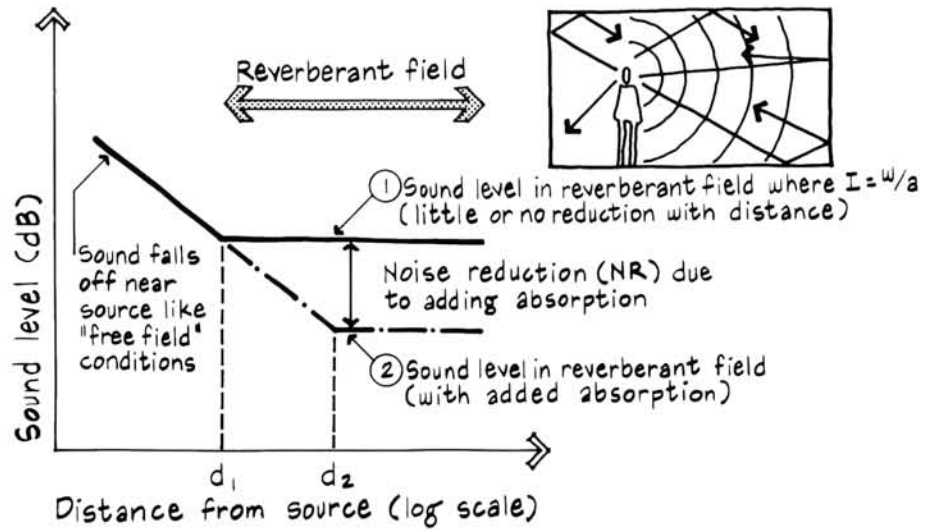 Reverberant field
① Sound level in reverberant field where I = W/a
(little or no reduction with distance)
Sound falls
off near
source like
"free field"
conditions
Noise reduction (NR) due
to adding absorption
② Sound level in reverberant field
(with added absorption)
Sound level (dB)
d₁
d₂
Distance from source (log scale)